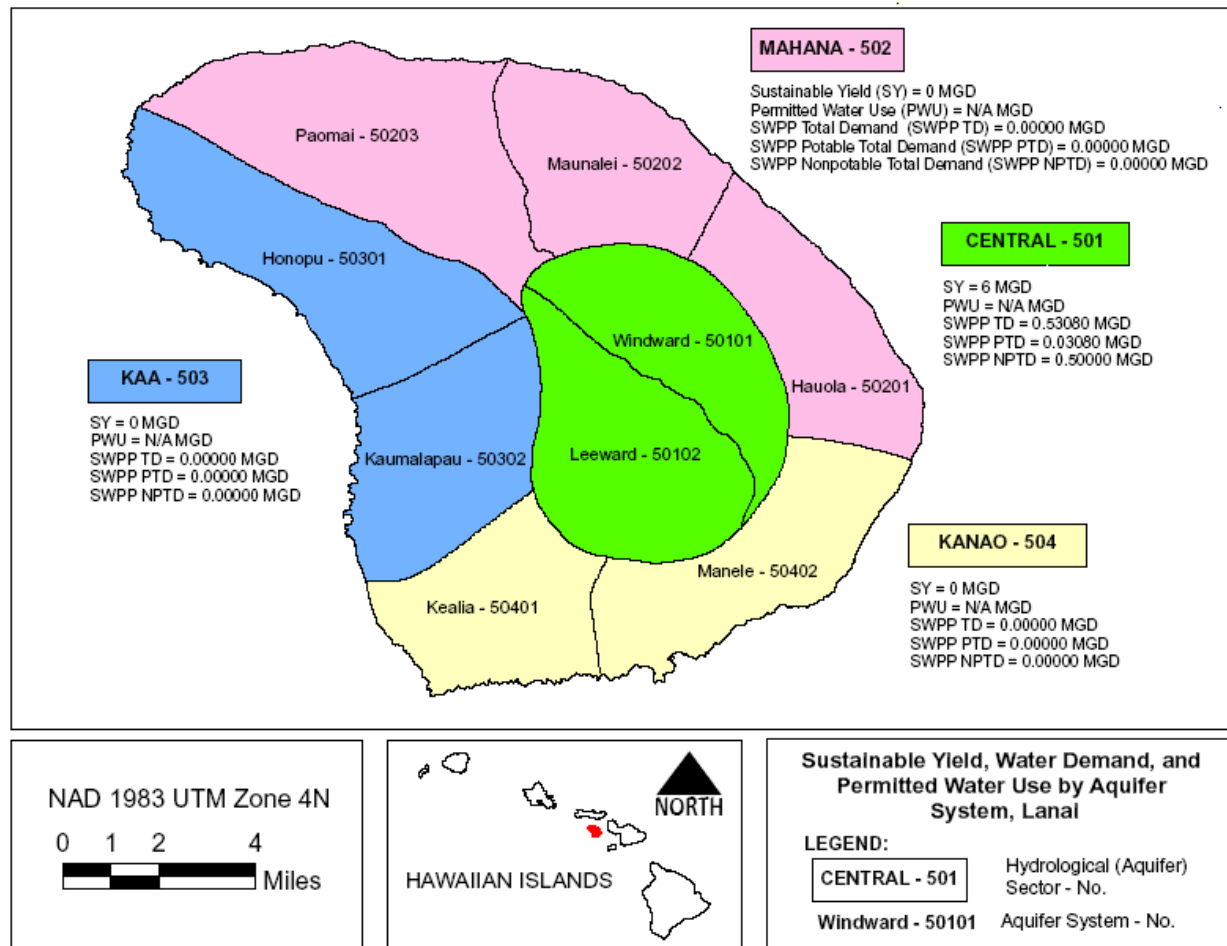 MAHANA - 502
Sustainable Yield (SY) = 0 MGD
Permitted Water Use (PWU) = N/A MGD
SWPP Total Demand (SWPP TD) = 0.00000 MGD
SWPP Potable Total Demand (SWPP PTD) = 0.00000 MGD
SWPP Nonpotable Total Demand (SWPP NPTD) = 0.00000 MGD
Paomai - 50203
Maunalei - 50202
CENTRAL - 501
SY = 6 MGD
PWU = N/A MGD
SWPP TD = 0.53080 MGD
SWPP PTD = 0.03080 MGD
SWPP NPTD = 0.50000 MGD
Honopu - 50301
Windward - 50101
Hauola - 50201
KAA - 503
SY = 0 MGD
PWU = N/A MGD
SWPP TD = 0.00000 MGD
SWPP PTD = 0.00000 MGD
SWPP NPTD = 0.00000 MGD
Kaumalapau - 50302
Leeward - 50102
KANAO - 504
SY = 0 MGD
PWU = N/A MGD
SWPP TD = 0.00000 MGD
SWPP PTD = 0.00000 MGD
SWPP NPTD = 0.00000 MGD
Manele - 50402
Kealia - 50401
NAD 1983 UTM Zone 4N
0 1 2 4
Miles
NORTH
HAWAIIAN ISLANDS
Sustainable Yield, Water Demand, and
Permitted Water Use by Aquifer
System, Lanai
LEGEND:
CENTRAL - 501
Hydrological (Aquifer)
Sector - No.
Windward - 50101 Aquifer System - No.